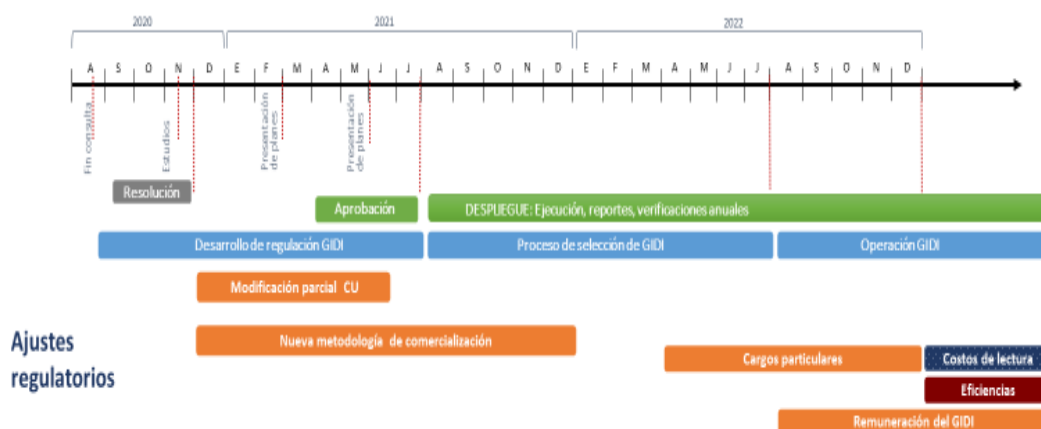 2020 2021 2022
A S O N D E F M A M J J A S O N D E F M A M J J A S O N D
Fin consulta
Estudios
Presentación
de planes
Presentación
de planes
Resolución
Aprobación
DESPLIEGUE: Ejecución, reportes, verificaciones anuales
Desarrollo de regulación GIDI
Proceso de selección de GIDI
Operación GIDI
Modificación parcial CU
Nueva metodología de comercialización
Ajustes
regulatorios
Cargos particulares
Costos de lectura
Eficiencias
Remuneración del GIDI